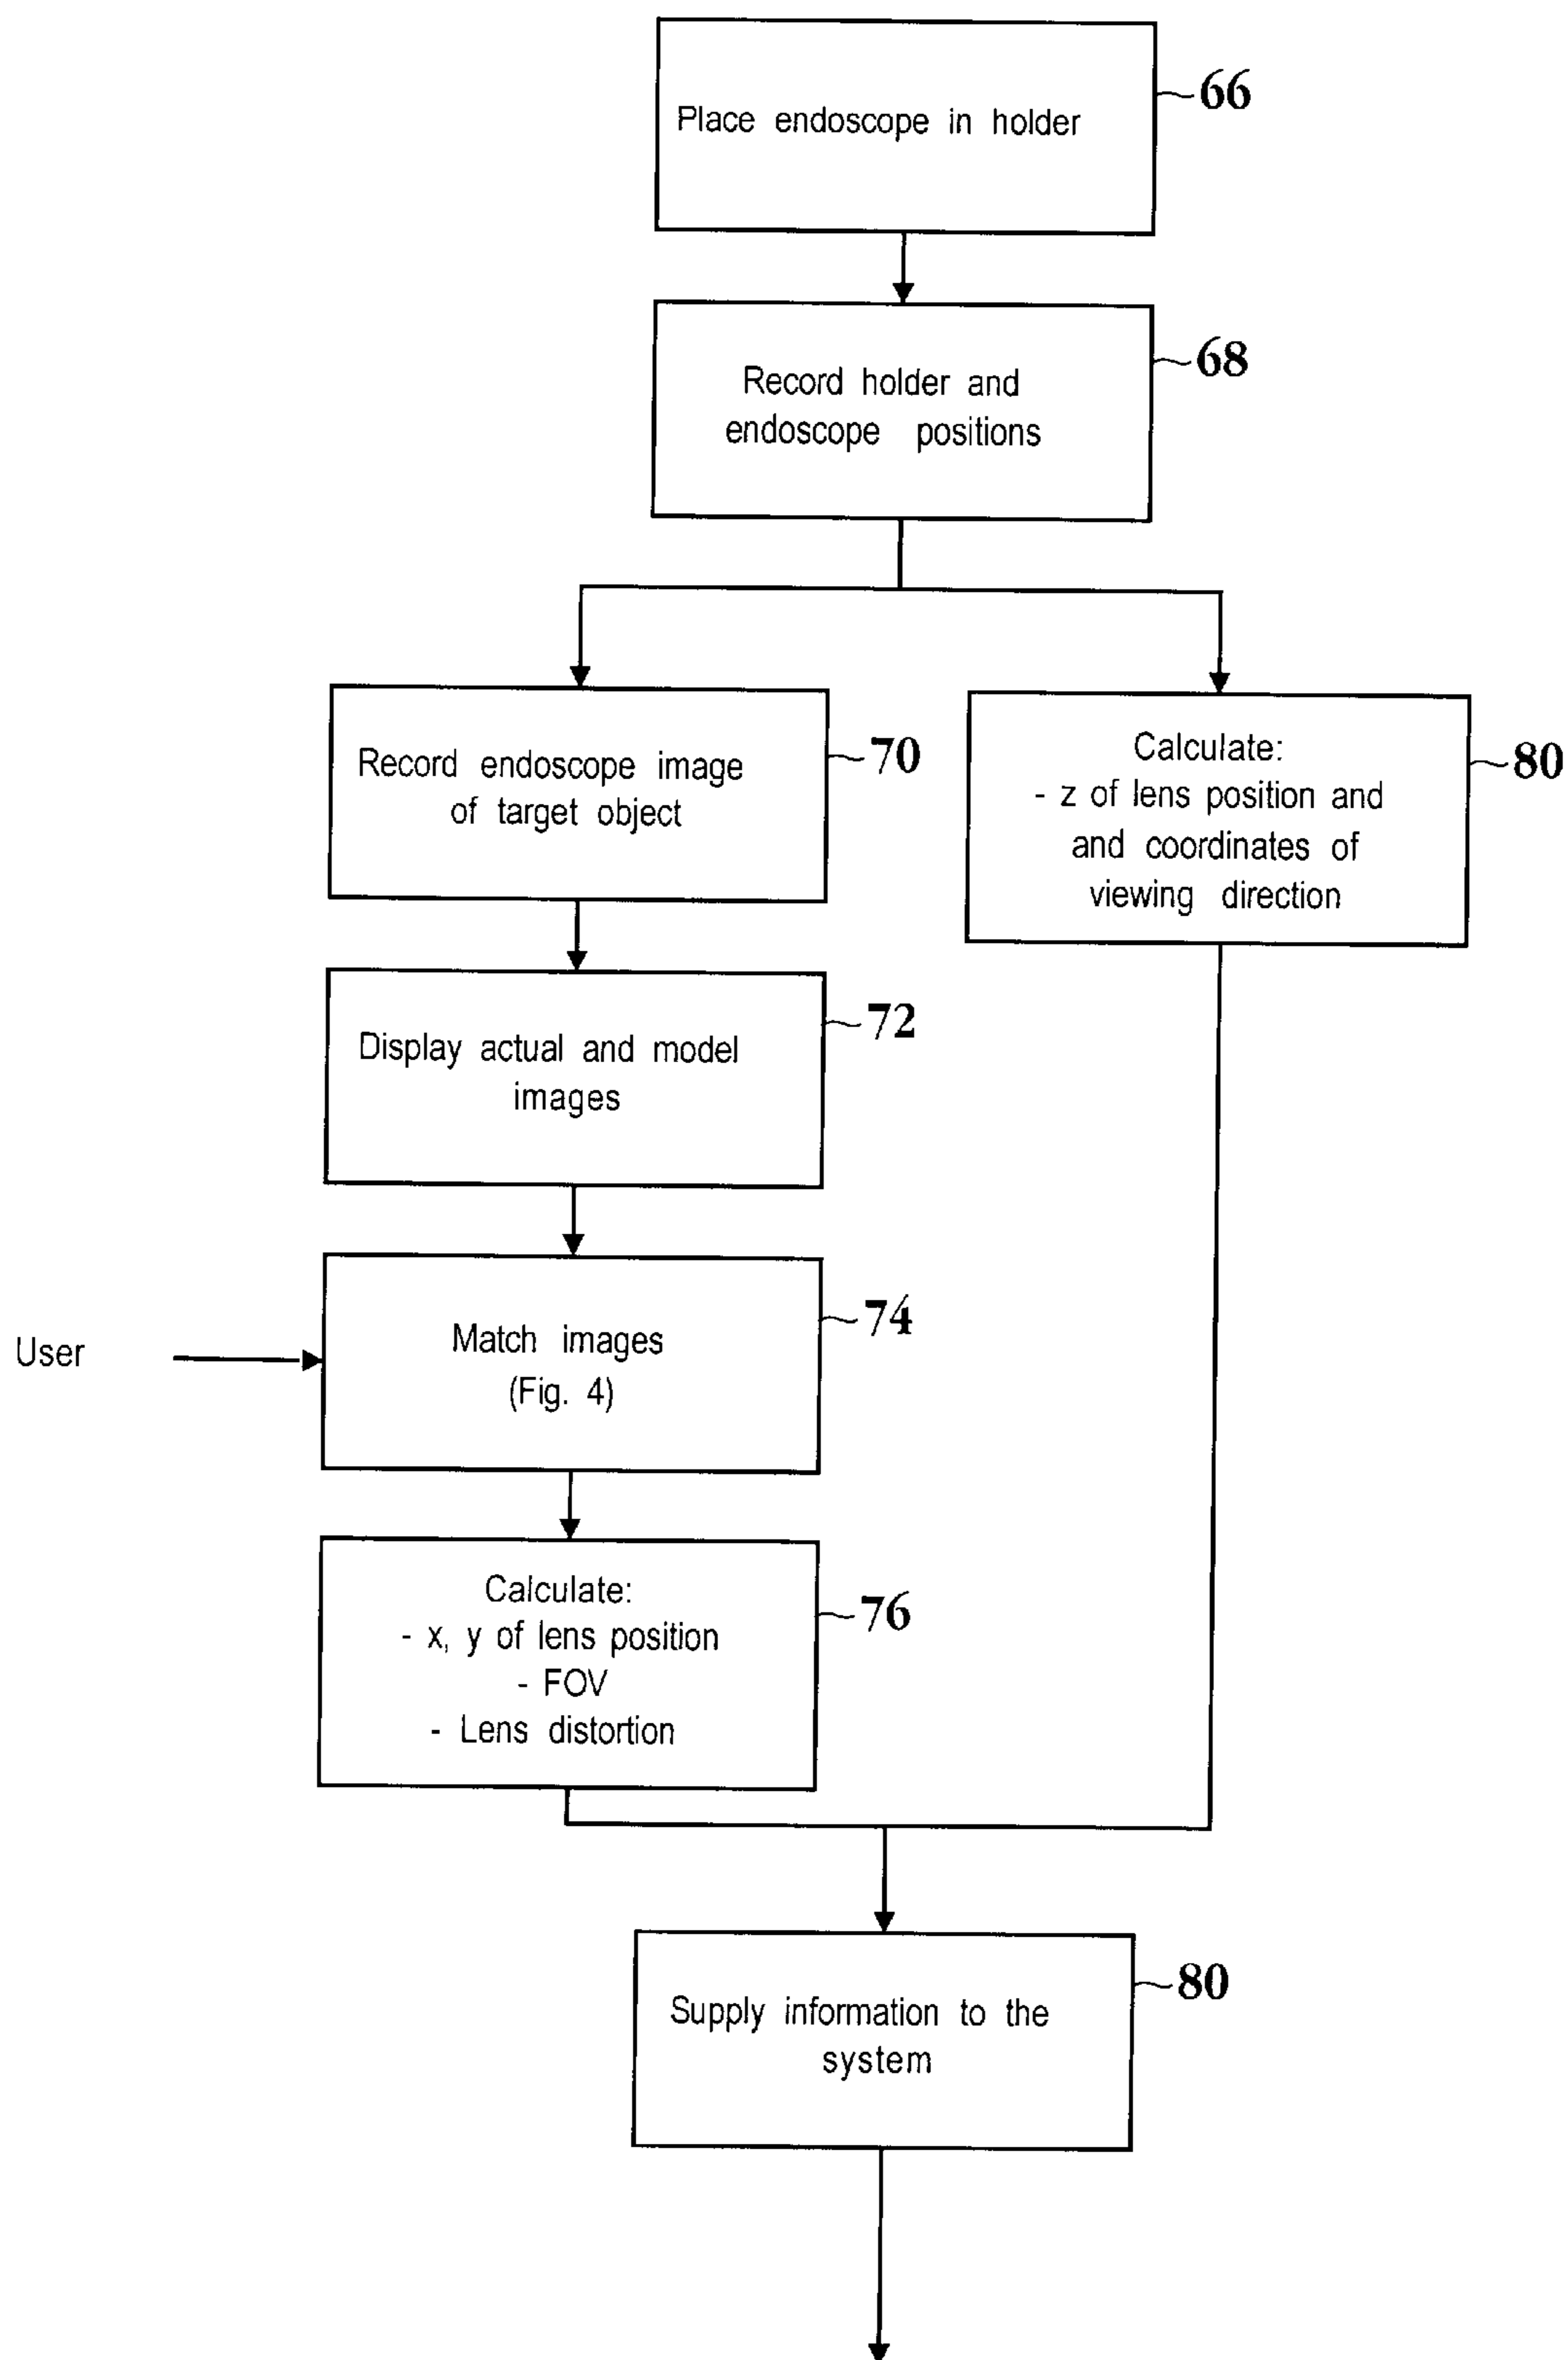 Place endoscope in holder
66
Record holder and
endoscope positions
68
Record endoscope image
of target object
70
Calculate:
- z of lens position and
and coordinates of
viewing direction
80
Display actual and model
images
72
User
Match images
(Fig. 4)
74
Calculate:
- x, y of lens position
- FOV
- Lens distortion
76
Supply information to the
system
80